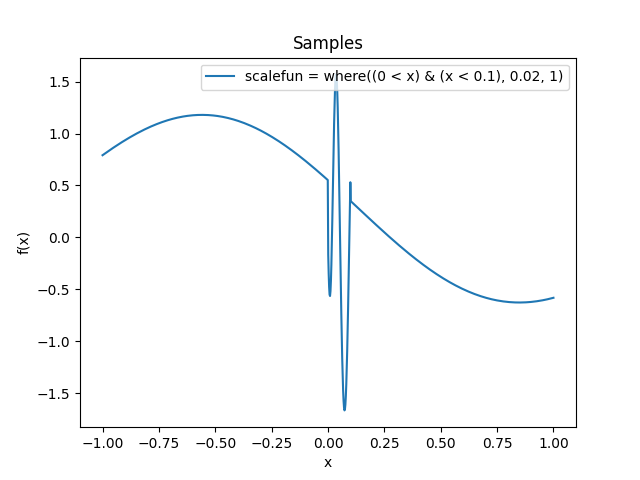 Samples
scalefun = where((0 < x) & (x < 0.1), 0.02, 1)
f(x)
1.5
1.0
0.5
0.0
−0.5
−1.0
−1.5
−1.00 −0.75 −0.50 −0.25 0.00 0.25 0.50 0.75 1.00
x